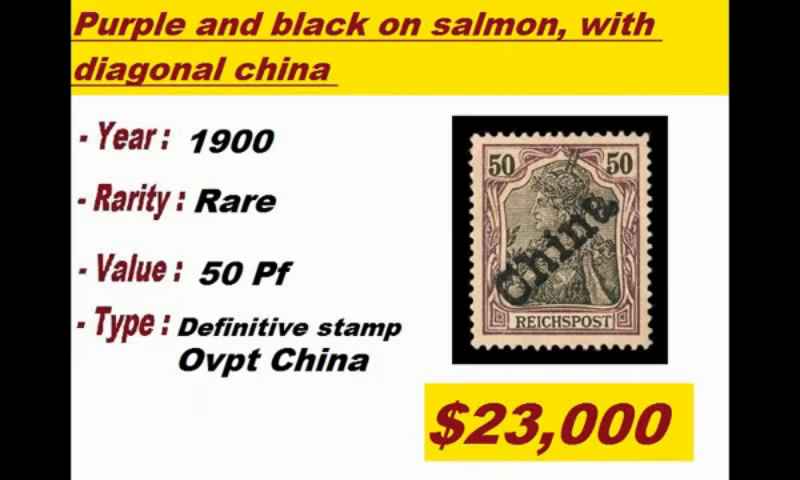 Purple and black on salmon, with
diagonal china
- Year : 1900
- Rarity : Rare
- Value : 50 Pf
- Type : Definitive stamp
Ovpt China
50 50
China
REICHSPOST
$23,000